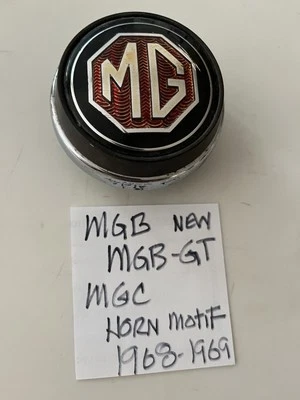 MG
MGB NEW
MGB-GT
MGC
HORN MOTIF
1968-1969